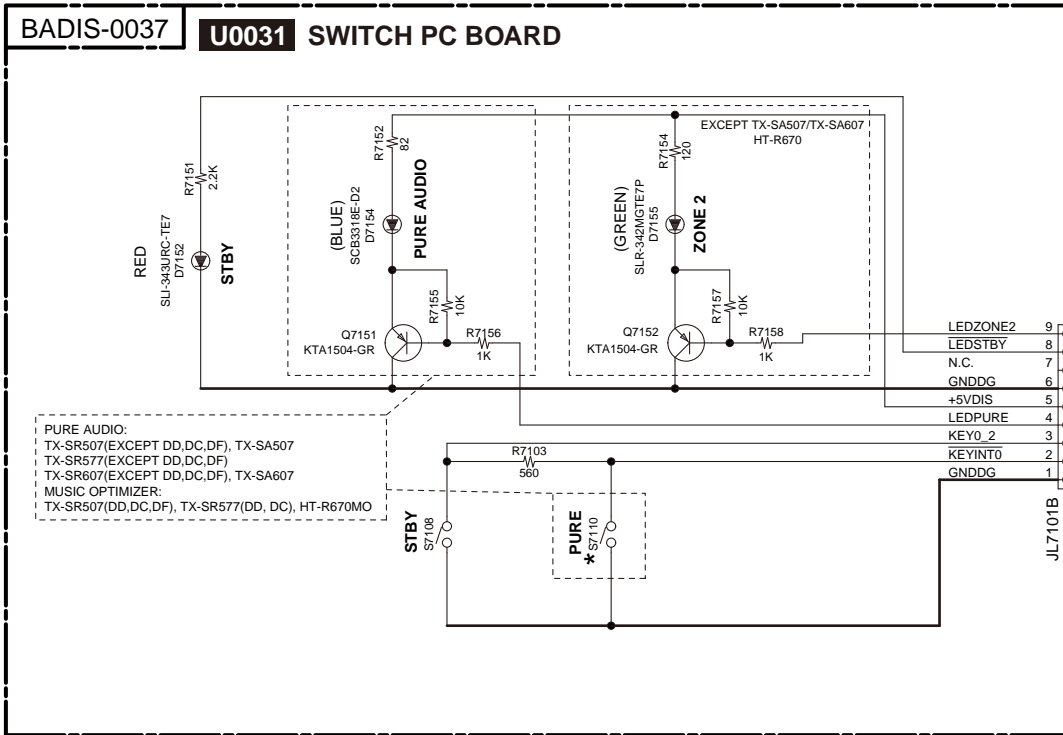 BADIS-0037
U0031 SWITCH PC BOARD
RED
SLI-343URC-TE7
D7152
STBY
R7151
2.2K
R7152
82
(BLUE)
SCB3318E-D2
D7154
PURE AUDIO
R7155
10K
Q7151
KTA1504-GR
R7156
1K
EXCEPT TX-SA507/TX-SA607
HT-R670
R7154
120
(GREEN)
SLR-342MGTE7P
D7155
ZONE 2
R7157
10K
Q7152
KTA1504-GR
R7158
1K
LEDZONE2 9
LEDSTBY 8
N.C. 7
GNDDG 6
+5VDIS 5
LEDPURE 4
KEY0_2 3
KEYINT0 2
GNDDG 1
JL7101B
PURE AUDIO:
TX-SR507(EXCEPT DD,DC,DF), TX-SA507
TX-SR577(EXCEPT DD,DC,DF)
TX-SR607(EXCEPT DD,DC,DF), TX-SA607
MUSIC OPTIMIZER:
TX-SR507(DD,DC,DF), TX-SR577(DD, DC), HT-R670MO
R7103
560
STBY
S7108
PURE
* S7110